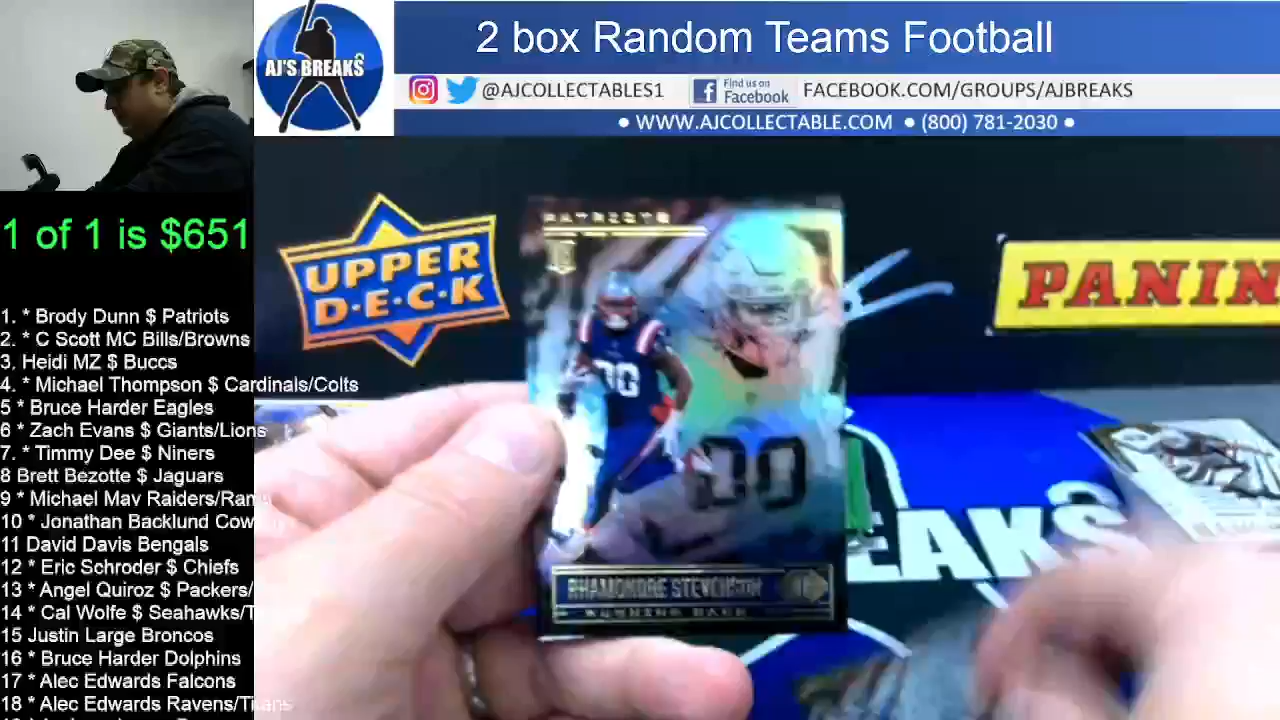 2 box Random Teams Football
AJ'S BREAKS
@AJCOLLECTABLES1
Find us on Facebook
FACEBOOK.COM/GROUPS/AJBREAKS
● WWW.AJCOLLECTABLE.COM ● (800) 781-2030 ●
1 of 1 is $651
1. * Brody Dunn $ Patriots
2. * C Scott MC Bills/Browns
3, Heidi MZ $ Buccs
4. * Michael Thompson $ Cardinals/Colts
5 * Bruce Harder Eagles
6 * Zach Evans $ Giants/Lions
7. * Timmy Dee $ Niners
8 Brett Bezotte $ Jaguars
9 * Michael Mav Raiders/Rams
10 * Jonathan Backlund Cow
11 David Davis Bengals
12 * Eric Schroder $ Chiefs
13 * Angel Quiroz $ Packers/
14 * Cal Wolfe $ Seahawks/T
15 Justin Large Broncos
16 * Bruce Harder Dolphins
17 * Alec Edwards Falcons
18 * Alec Edwards Ravens/Titans
UPPER
D·E·C·K
PANIN
PATRIOTS
RHAMONDRE STEVENSON
RUNNING BACK
EAKS